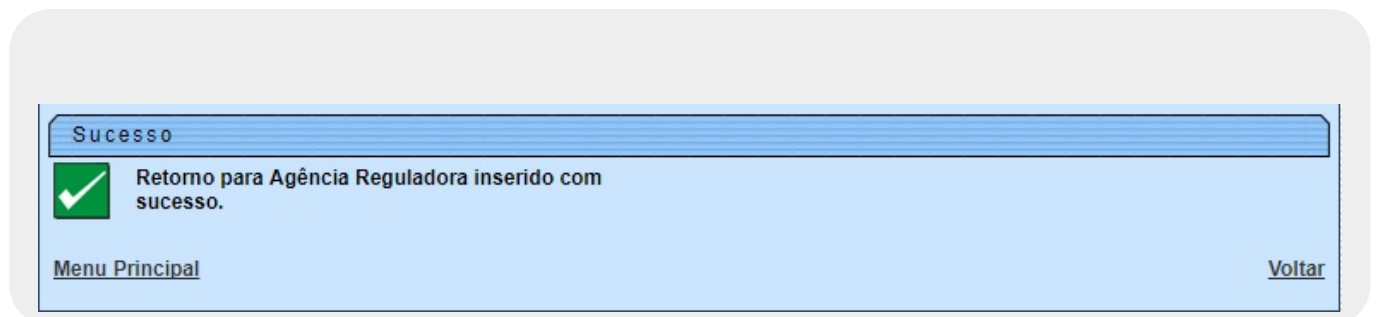 Sucesso
Retorno para Agência Reguladora inserido com
sucesso.
Menu Principal
Voltar